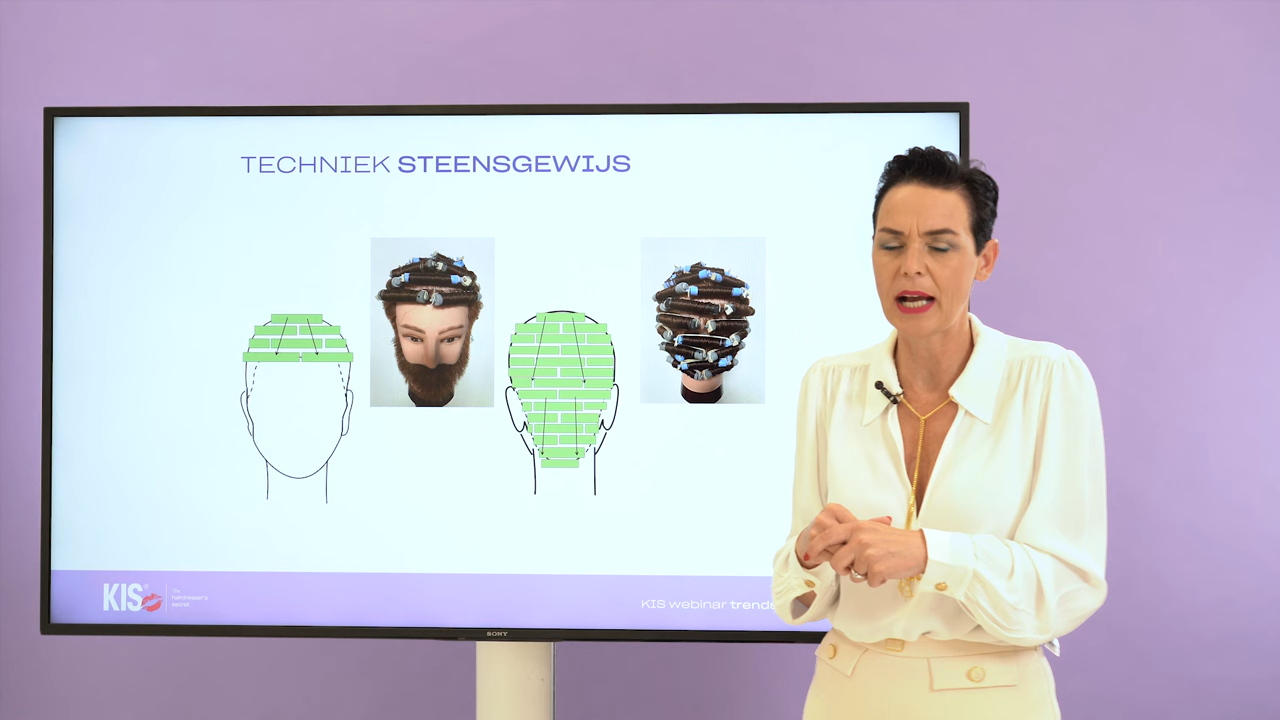 TECHNIEK STEENSGEWIJS
KIS
The
hairdresser's
secret
KIS webinar trends
SONY